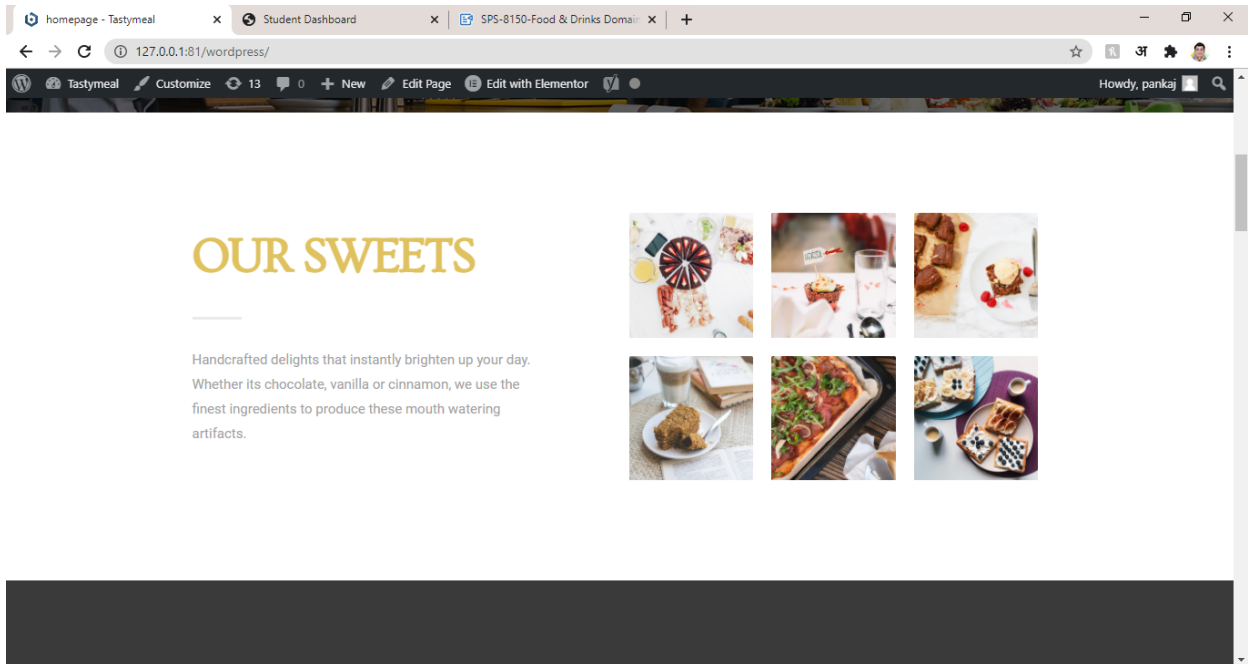 homepage - Tastymeal
Student Dashboard
SPS-8150-Food & Drinks Domain
127.0.0.1:81/wordpress/
अ
Tastymeal Customize 13 0 New Edit Page Edit with Elementor Howdy, pankaj
OUR SWEETS
Handcrafted delights that instantly brighten up your day.
Whether its chocolate, vanilla or cinnamon, we use the
finest ingredients to produce these mouth watering
artifacts.